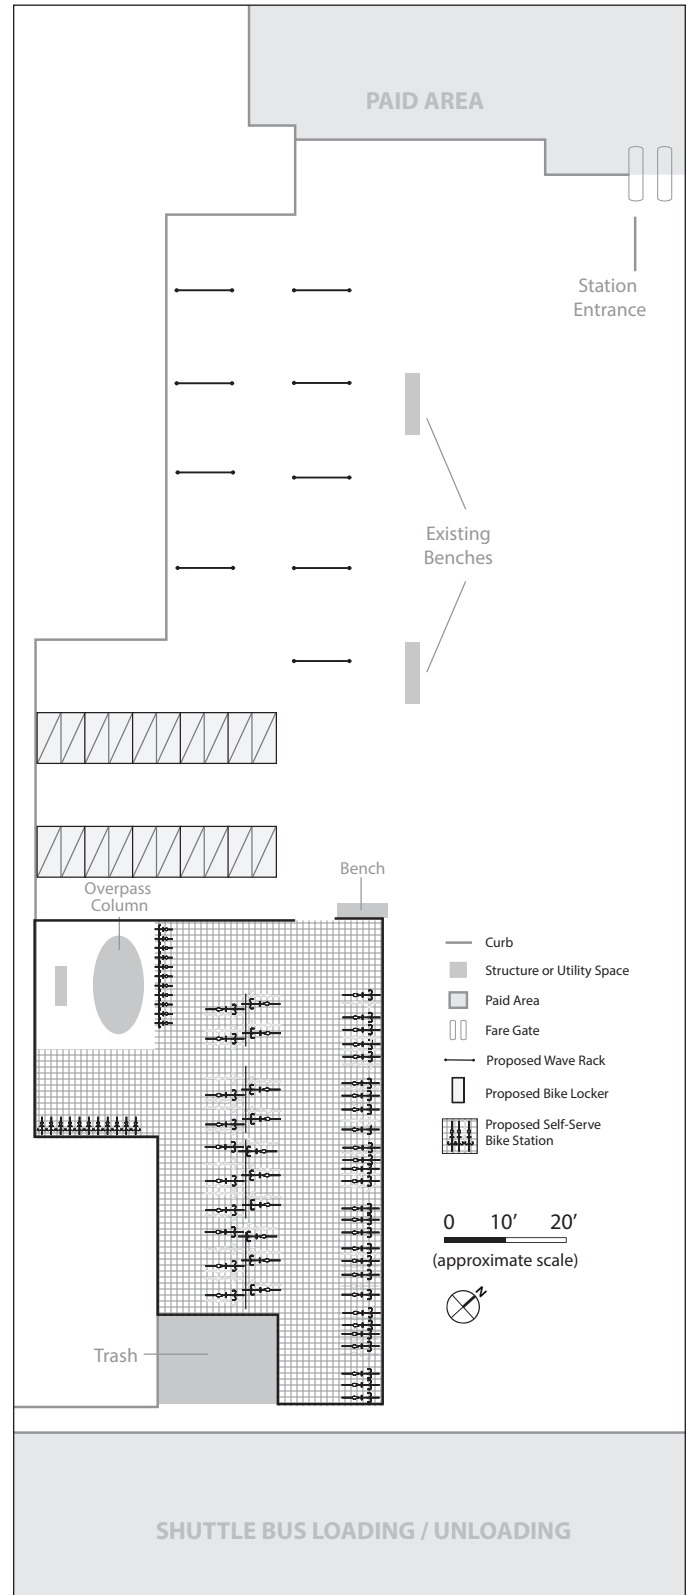 PAID AREA
Station
Entrance
Existing
Benches
Overpass
Column
Bench
Curb
Structure or Utility Space
Paid Area
Fare Gate
Proposed Wave Rack
Proposed Bike Locker
Proposed Self-Serve
Bike Station
0 10’ 20’
(approximate scale)
N
Trash
SHUTTLE BUS LOADING / UNLOADING